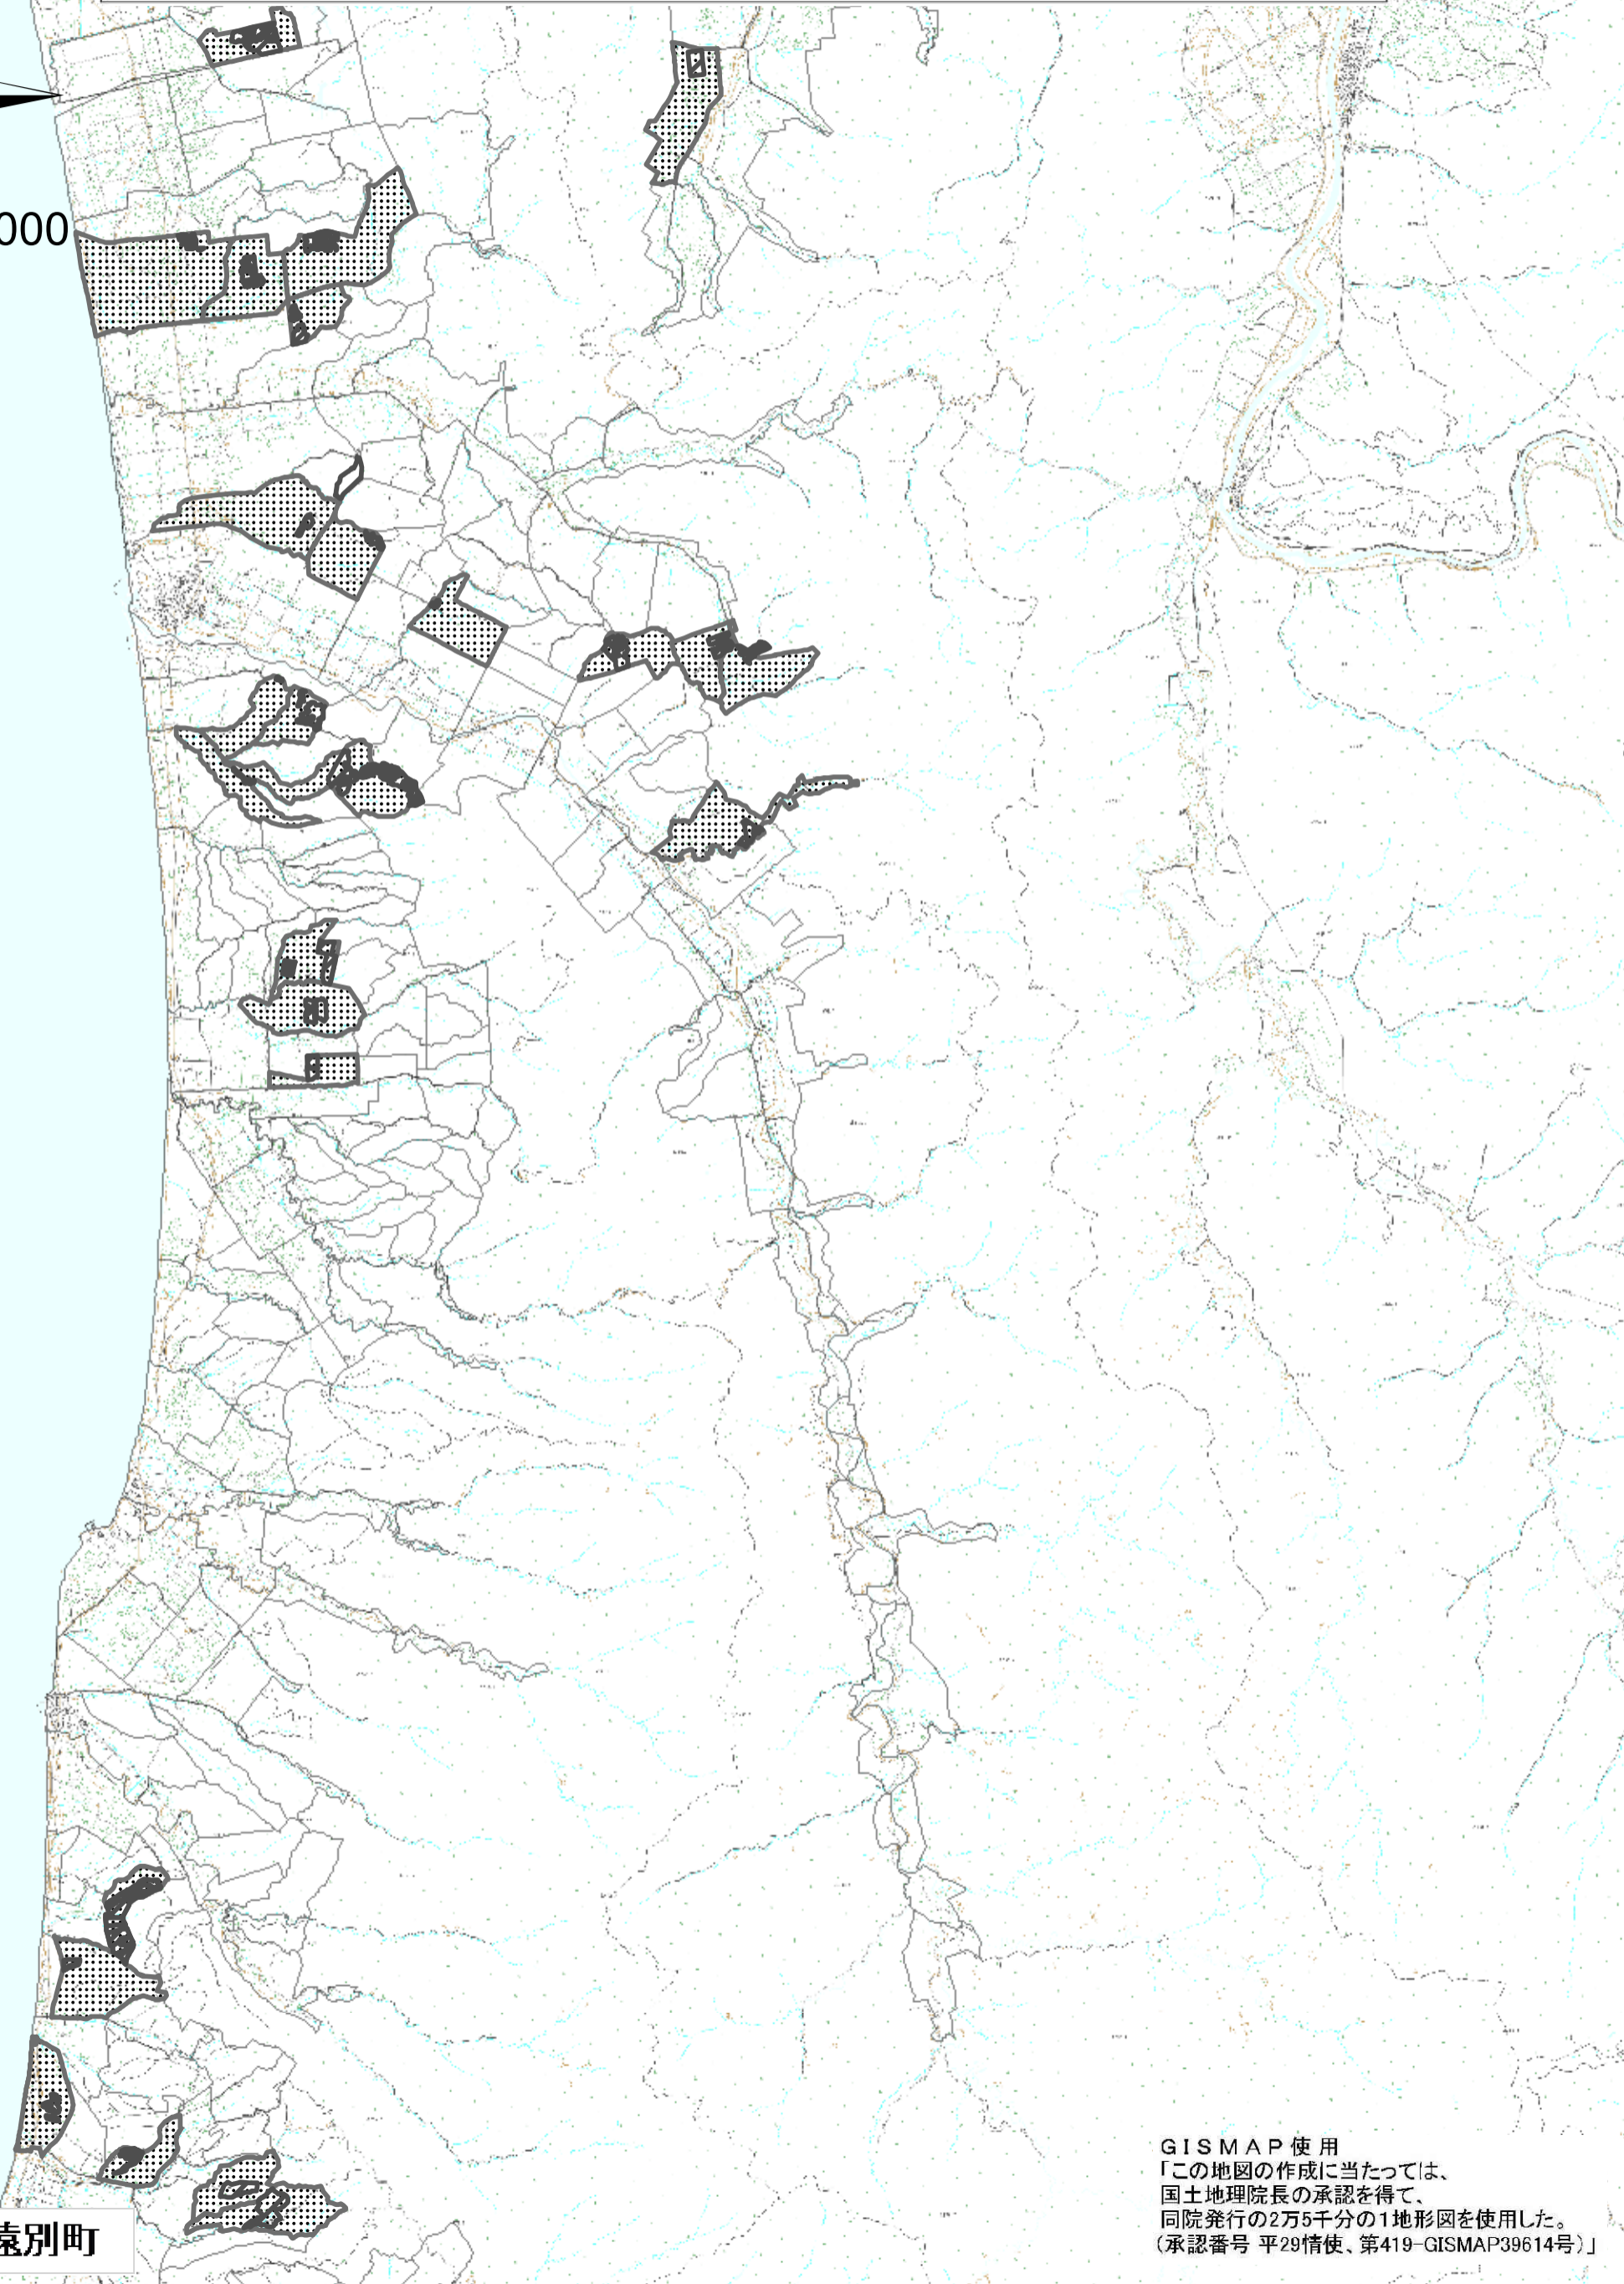 000
GISMAP使用
「この地図の作成に当たっては、
国土地理院長の承認を得て、
同院発行の2万5千分の1地形図を使用した。
（承認番号 平29情使、第419-GISMAP39614号）」
遠別町